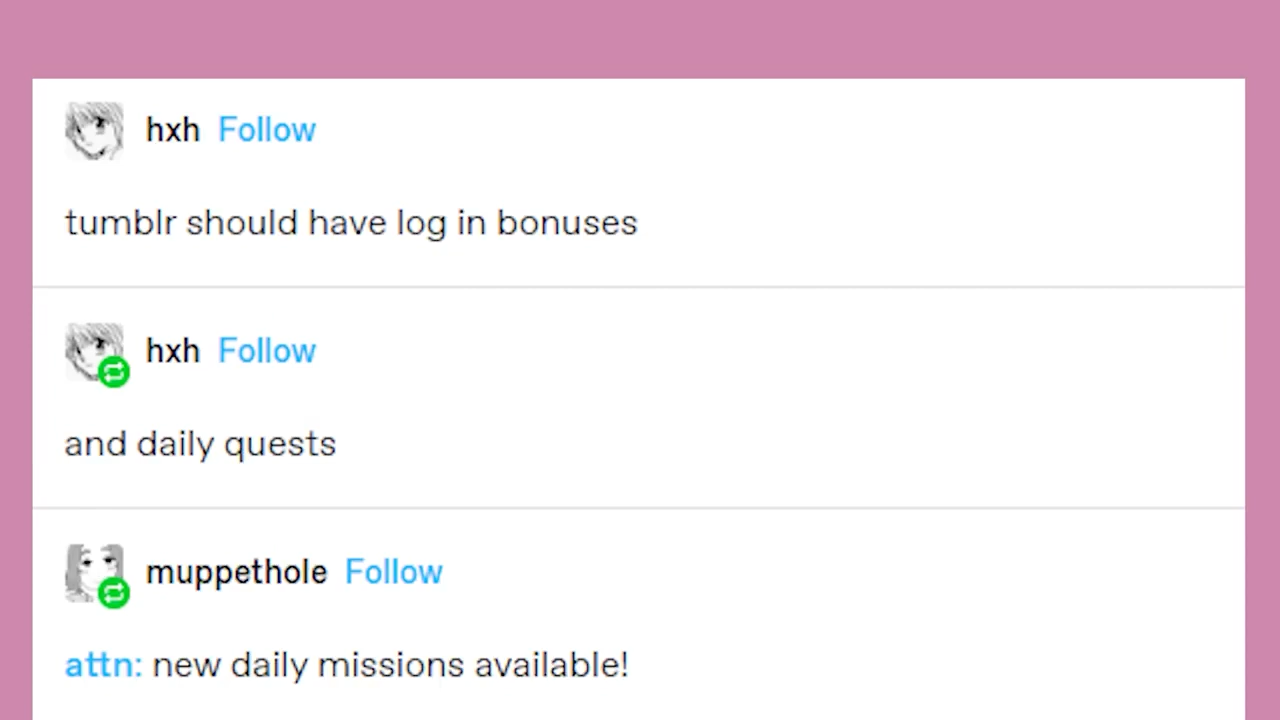 hxh Follow
tumblr should have log in bonuses
hxh Follow
and daily quests
muppethole Follow
attn: new daily missions available!